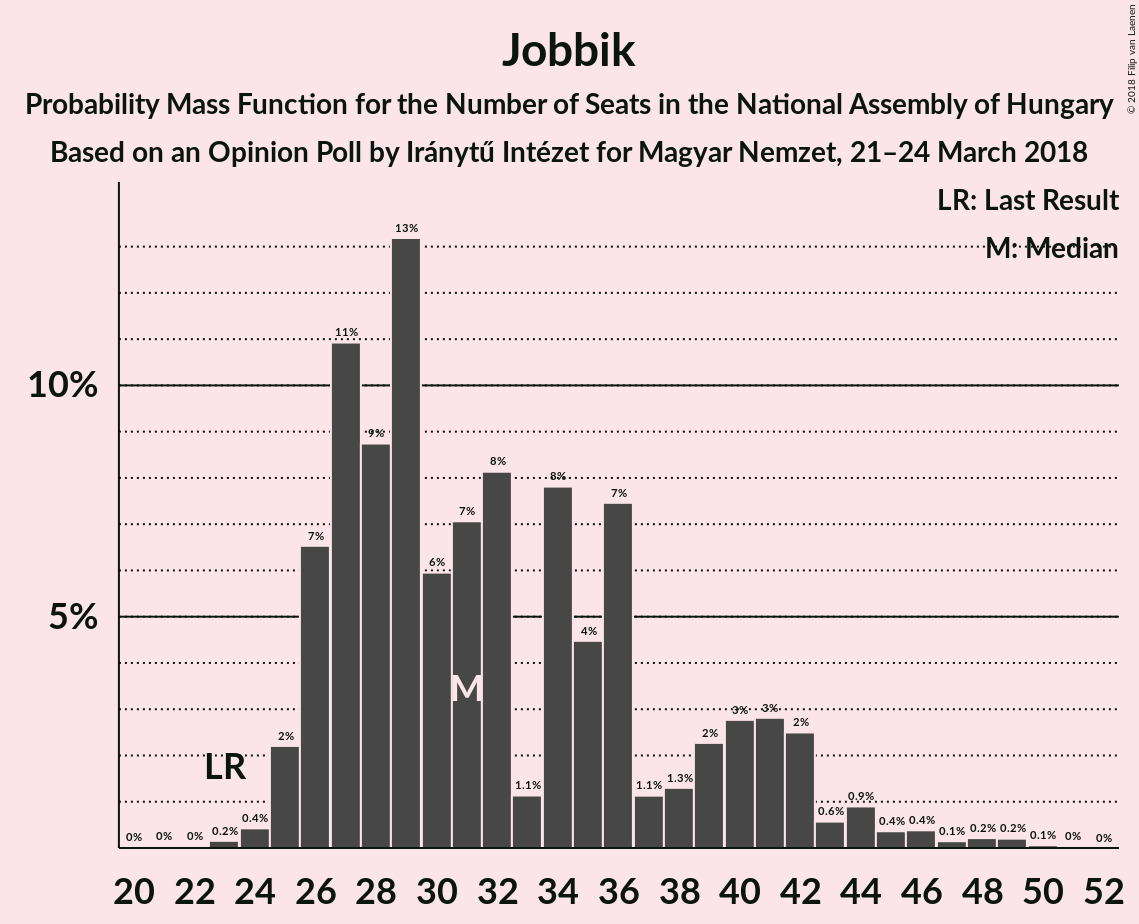 Jobbik
Probability Mass Function for the Number of Seats in the National Assembly of Hungary
Based on an Opinion Poll by Iránytű Intézet for Magyar Nemzet, 21–24 March 2018
© 2018 Filip van Laenen
LR: Last Result
M: Median
10%
5%
0% 0% 0% 0.2% 0.4% 2% 7% 11% 9% 13% 6% 7% 8% 1.1% 8% 4% 7% 1.1% 1.3% 2% 3% 3% 2% 0.6% 0.9% 0.4% 0.4% 0.1% 0.2% 0.2% 0.1% 0% 0%
LR
M
20 22 24 26 28 30 32 34 36 38 40 42 44 46 48 50 52